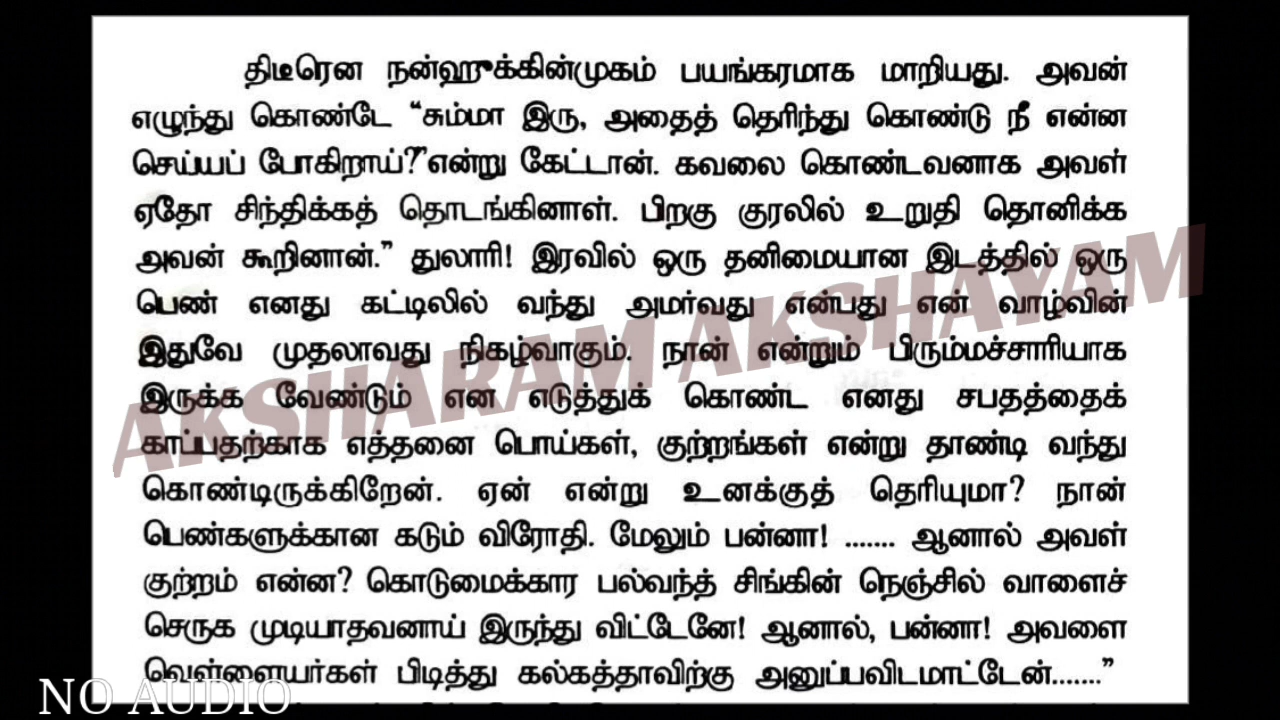 திடீரென நன்ஹுக்கின்முகம் பயங்கரமாக மாறியது. அவன்
எழுந்து கொண்டே “சும்மா இரு, அதைத் தெரிந்து கொண்டு நீ என்ன
செய்யப் போகிறாய்?”என்று கேட்டான். கவலை கொண்டவனாக அவள்
ஏதோ சிந்திக்கத் தொடங்கினாள். பிறகு குரலில் உறுதி தொனிக்க
அவன் கூறினான்.” துலாரி! இரவில் ஒரு தனிமையான இடத்தில் ஒரு
பெண் எனது கட்டிலில் வந்து அமர்வது என்பது என் வாழ்வின்
இதுவே முதலாவது நிகழ்வாகும். நான் என்றும் பிரும்மச்சாரியாக
இருக்க வேண்டும் என எடுத்துக் கொண்ட எனது சபதத்தைக்
காப்பதற்காக எத்தனை பொய்கள், குற்றங்கள் என்று தாண்டி வந்து
கொண்டிருக்கிறேன். ஏன் என்று உனக்குத் தெரியுமா? நான்
பெண்களுக்கான கடும் விரோதி. மேலும் பன்னா! ....... ஆனால் அவள்
குற்றம் என்ன? கொடுமைக்கார பல்வந்த் சிங்கின் நெஞ்சில் வாளைச்
செருக முடியாதவனாய் இருந்து விட்டேனே! ஆனால், பன்னா! அவளை
வெள்ளையர்கள் பிடித்து கல்கத்தாவிற்கு அனுப்பவிடமாட்டேன்.......”
AKSHARAM AKSHAYAM
NO AUDIO